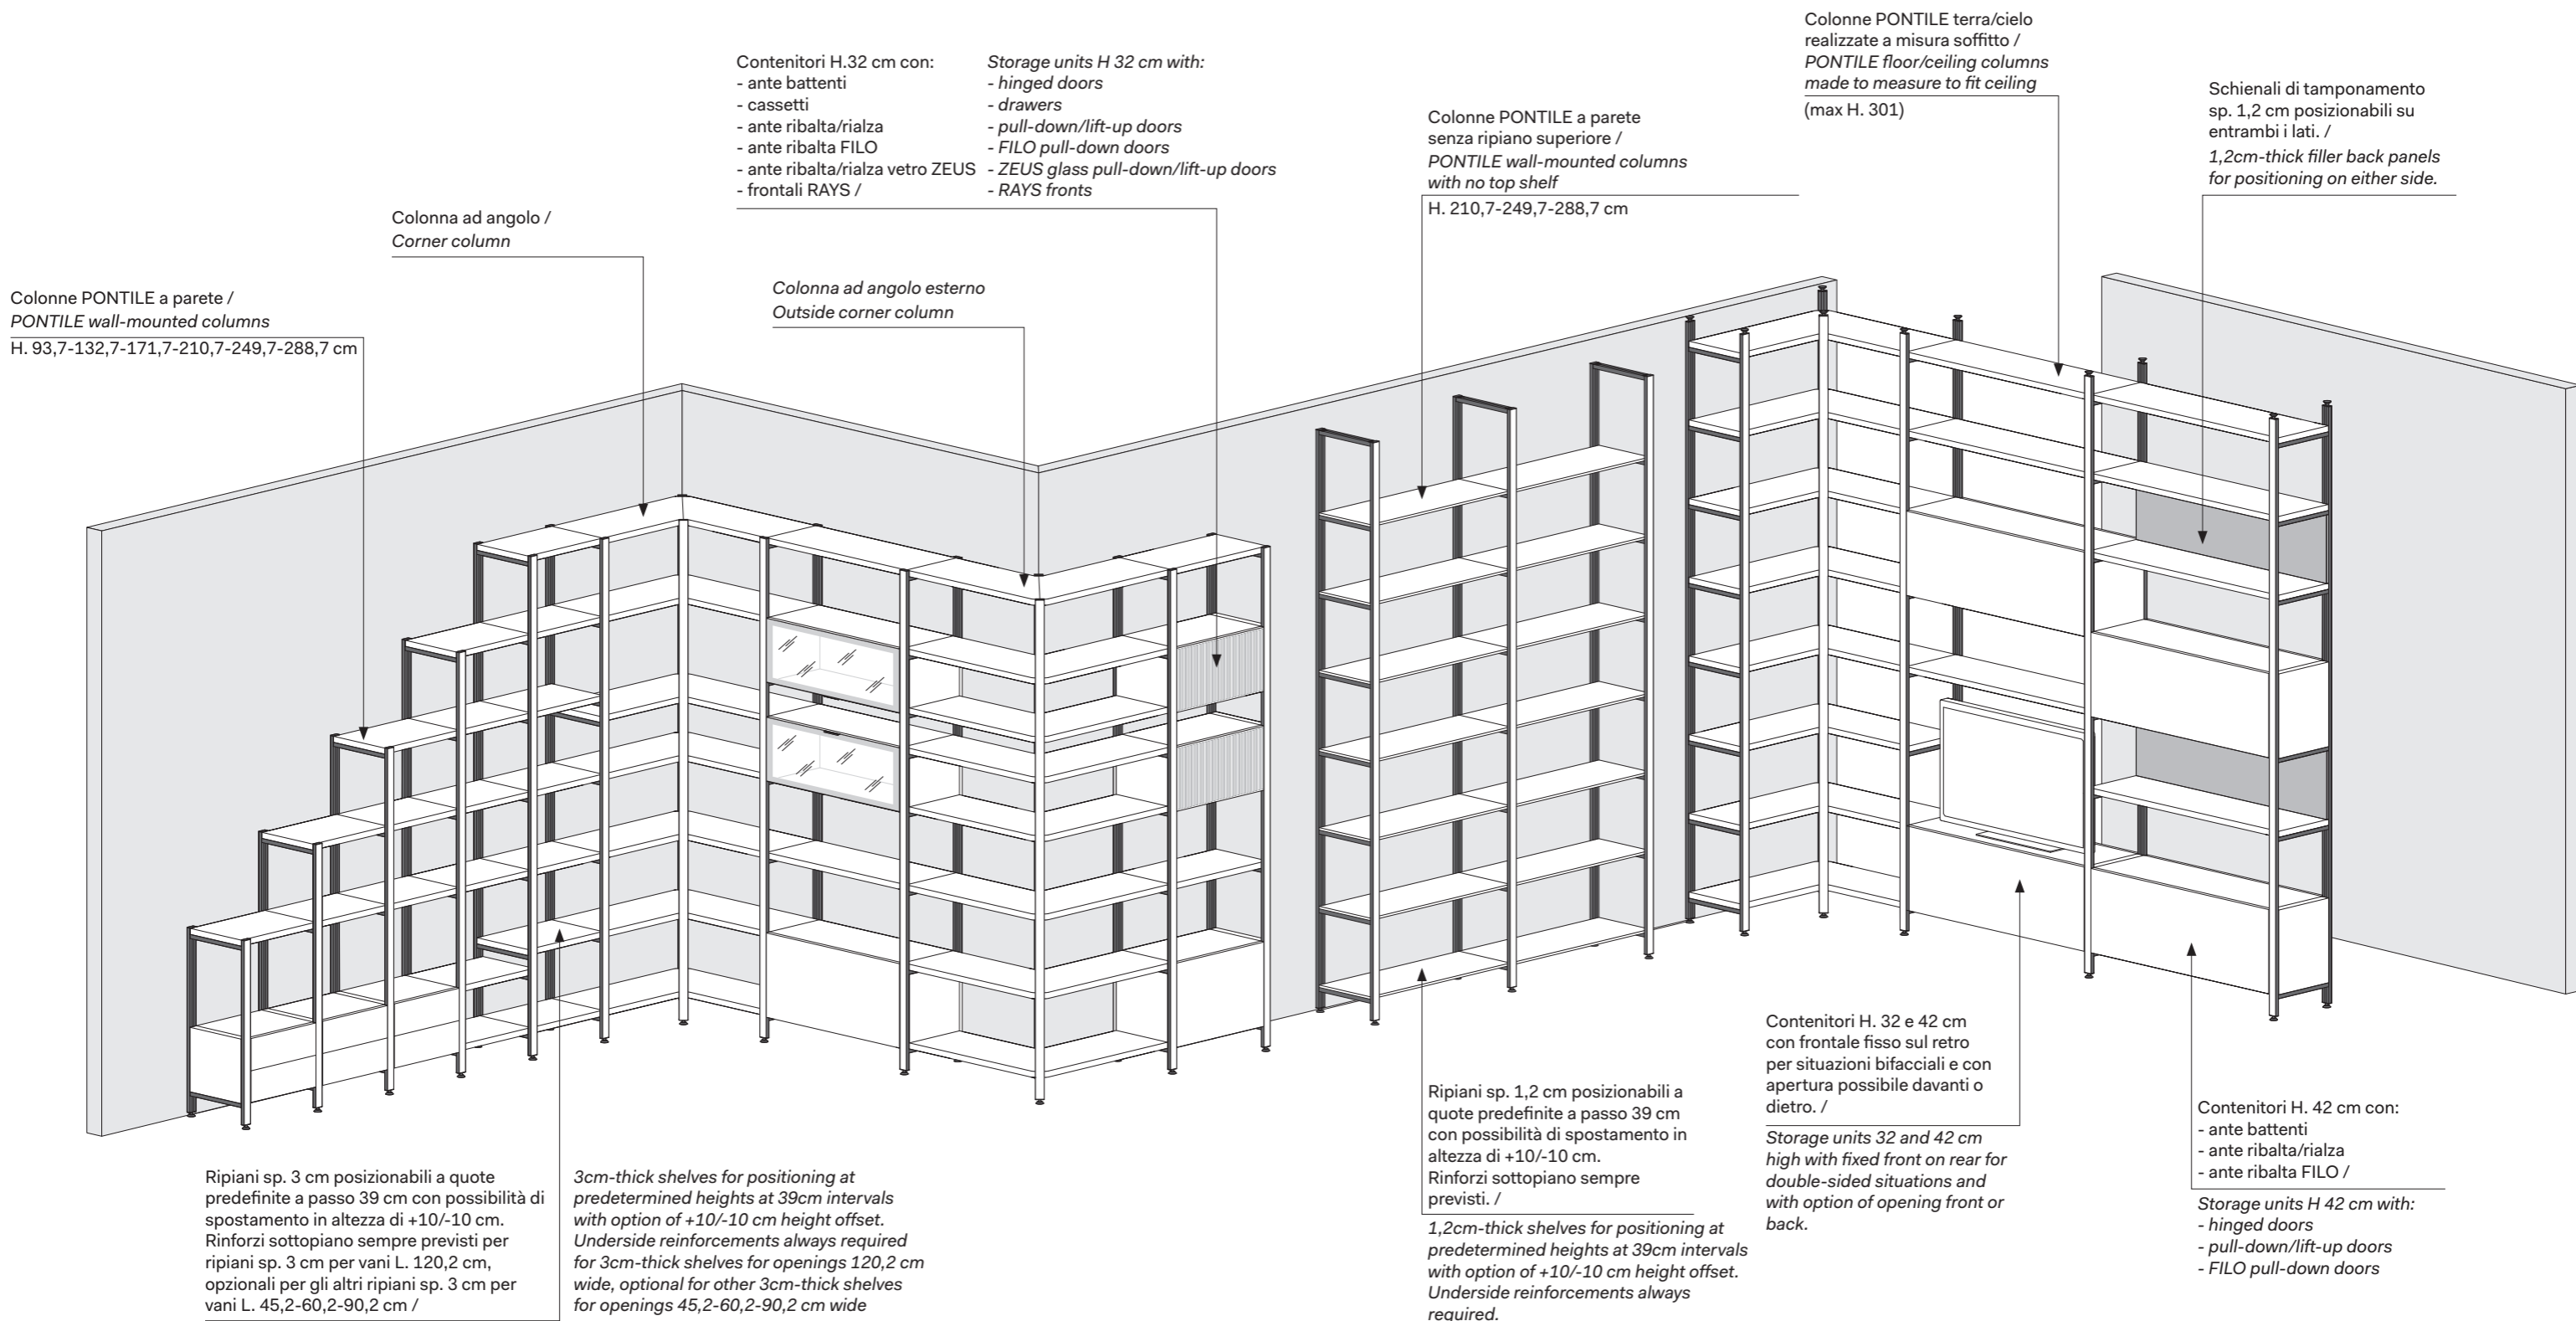 Colonne PONTILE a parete /
PONTILE wall-mounted columns
H. 93,7-132,7-171,7-210,7-249,7-288,7 cm
Colonna ad angolo /
Corner column
Contenitori H.32 cm con:
- ante battenti
- cassetti
- ante ribalta/rialza
- ante ribalta FILO
- ante ribalta/rialza vetro ZEUS
- frontali RAYS /
Storage units H 32 cm with:
- hinged doors
- drawers
- pull-down/lift-up doors
- FILO pull-down doors
- ZEUS glass pull-down/lift-up doors
- RAYS fronts
Colonna ad angolo esterno
Outside corner column
Colonne PONTILE a parete
senza ripiano superiore /
PONTILE wall-mounted columns
with no top shelf
H. 210,7-249,7-288,7 cm
Colonne PONTILE terra/cielo
realizzate a misura soffitto /
PONTILE floor/ceiling columns
made to measure to fit ceiling
(max H. 301)
Schienali di tamponamento
sp. 1,2 cm posizionabili su
entrambi i lati. /
1,2cm-thick filler back panels
for positioning on either side.
Ripiani sp. 3 cm posizionabili a quote
predefinite a passo 39 cm con possibilità di
spostamento in altezza di +10/-10 cm.
Rinforzi sottopiano sempre previsti per
ripiani sp. 3 cm per vani L. 120,2 cm,
opzionali per gli altri ripiani sp. 3 cm per
vani L. 45,2-60,2-90,2 cm /
3cm-thick shelves for positioning at
predetermined heights at 39cm intervals
with option of +10/-10 cm height offset.
Underside reinforcements always required
for 3cm-thick shelves for openings 120,2 cm
wide, optional for other 3cm-thick shelves
for openings 45,2-60,2-90,2 cm wide
Ripiani sp. 1,2 cm posizionabili a
quote predefinite a passo 39 cm
con possibilità di spostamento in
altezza di +10/-10 cm.
Rinforzi sottopiano sempre
previsti. /
1,2cm-thick shelves for positioning at
predetermined heights at 39cm intervals
with option of +10/-10 cm height offset.
Underside reinforcements always
required.
Contenitori H. 32 e 42 cm
con frontale fisso sul retro
per situazioni bifacciali e con
apertura possibile davanti o
dietro. /
Storage units 32 and 42 cm
high with fixed front on rear for
double-sided situations and
with option of opening front or
back.
Contenitori H. 42 cm con:
- ante battenti
- ante ribalta/rialza
- ante ribalta FILO /
Storage units H 42 cm with:
- hinged doors
- pull-down/lift-up doors
- FILO pull-down doors